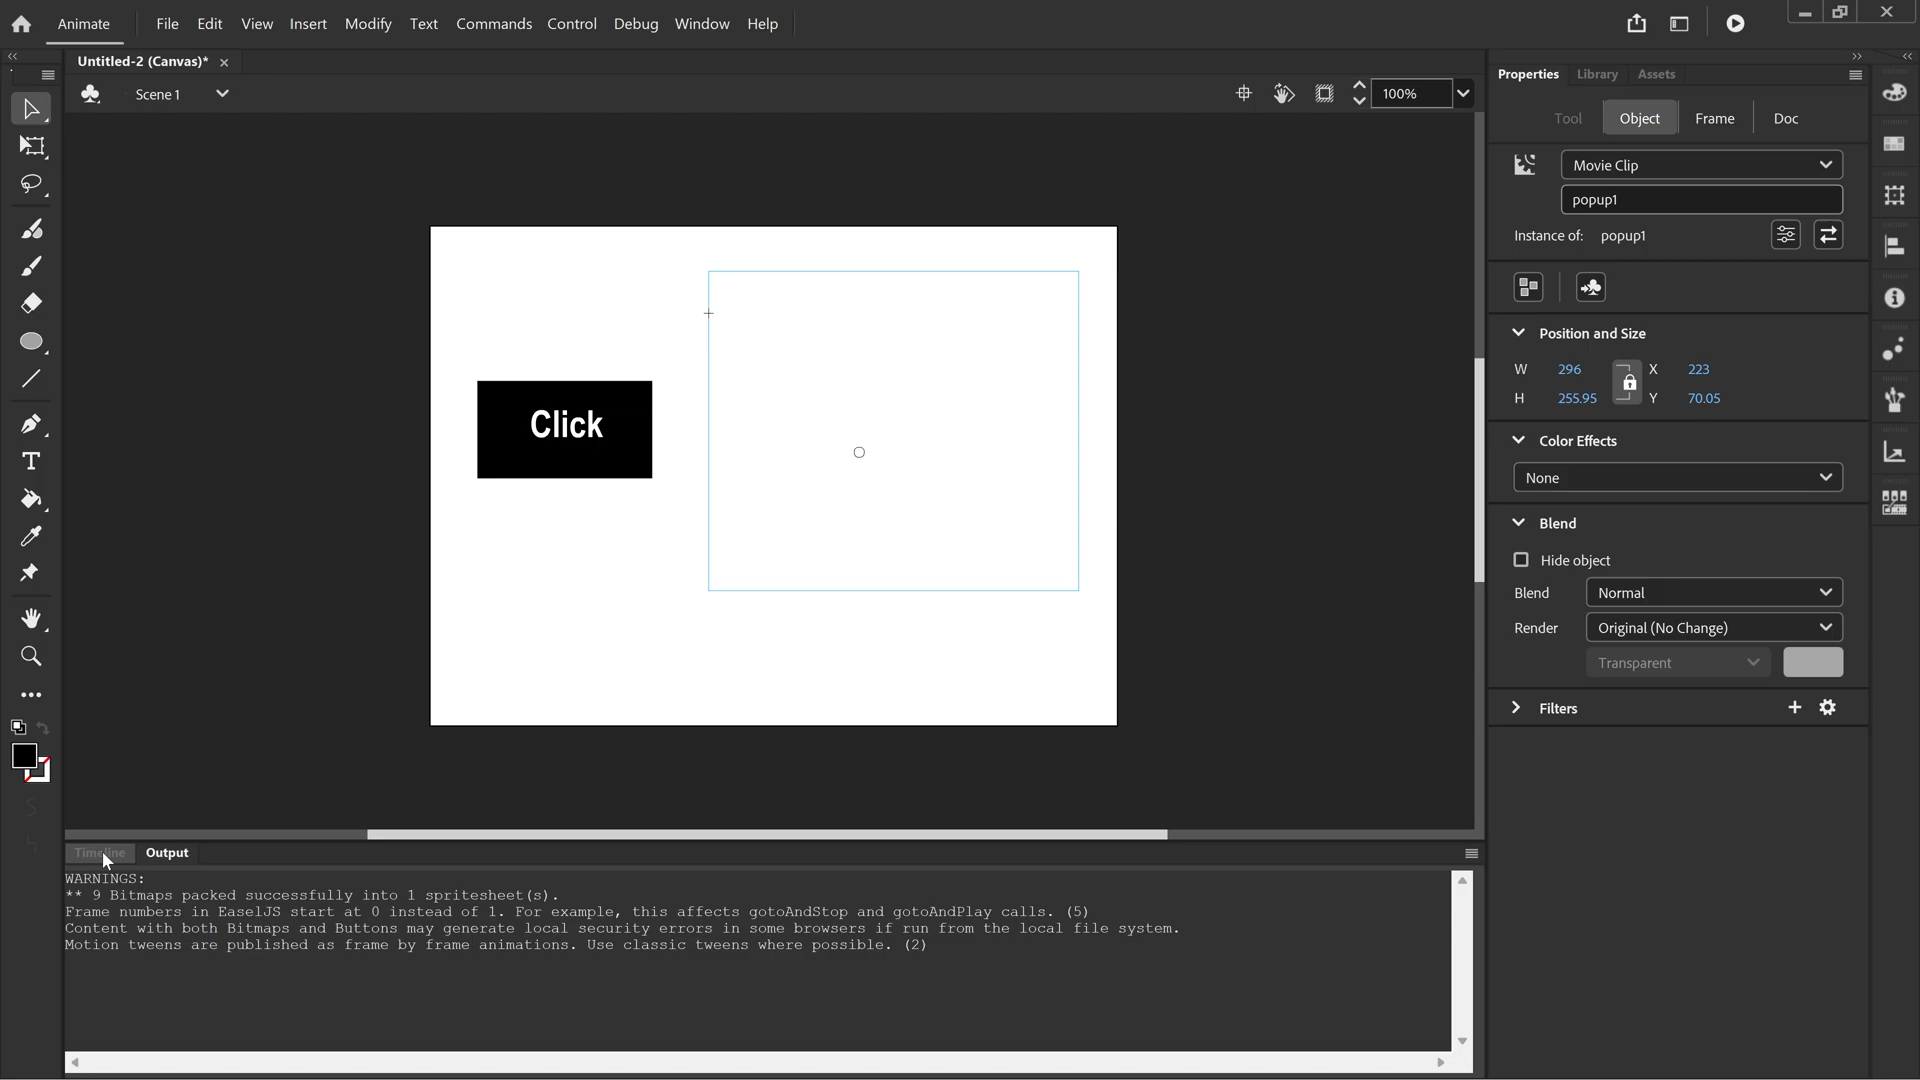 Animate File Edit View Insert Modify Text Commands Control Debug Window Help
Untitled-2 (Canvas)*
Scene 1
100%
Properties Library Assets
Tool Object Frame Doc
Movie Clip
popup1
Instance of: popup1
Position and Size
W 296 X 223
H 255.95 Y 70.05
Color Effects
None
Blend
Hide object
Blend Normal
Render Original (No Change)
Transparent
Filters
Click
Timeline Output
WARNINGS:
** 9 Bitmaps packed successfully into 1 spritesheet(s).
Frame numbers in EaselJS start at 0 instead of 1. For example, this affects gotoAndStop and gotoAndPlay calls. (5)
Content with both Bitmaps and Buttons may generate local security errors in some browsers if run from the local file system.
Motion tweens are published as frame by frame animations. Use classic tweens where possible. (2)